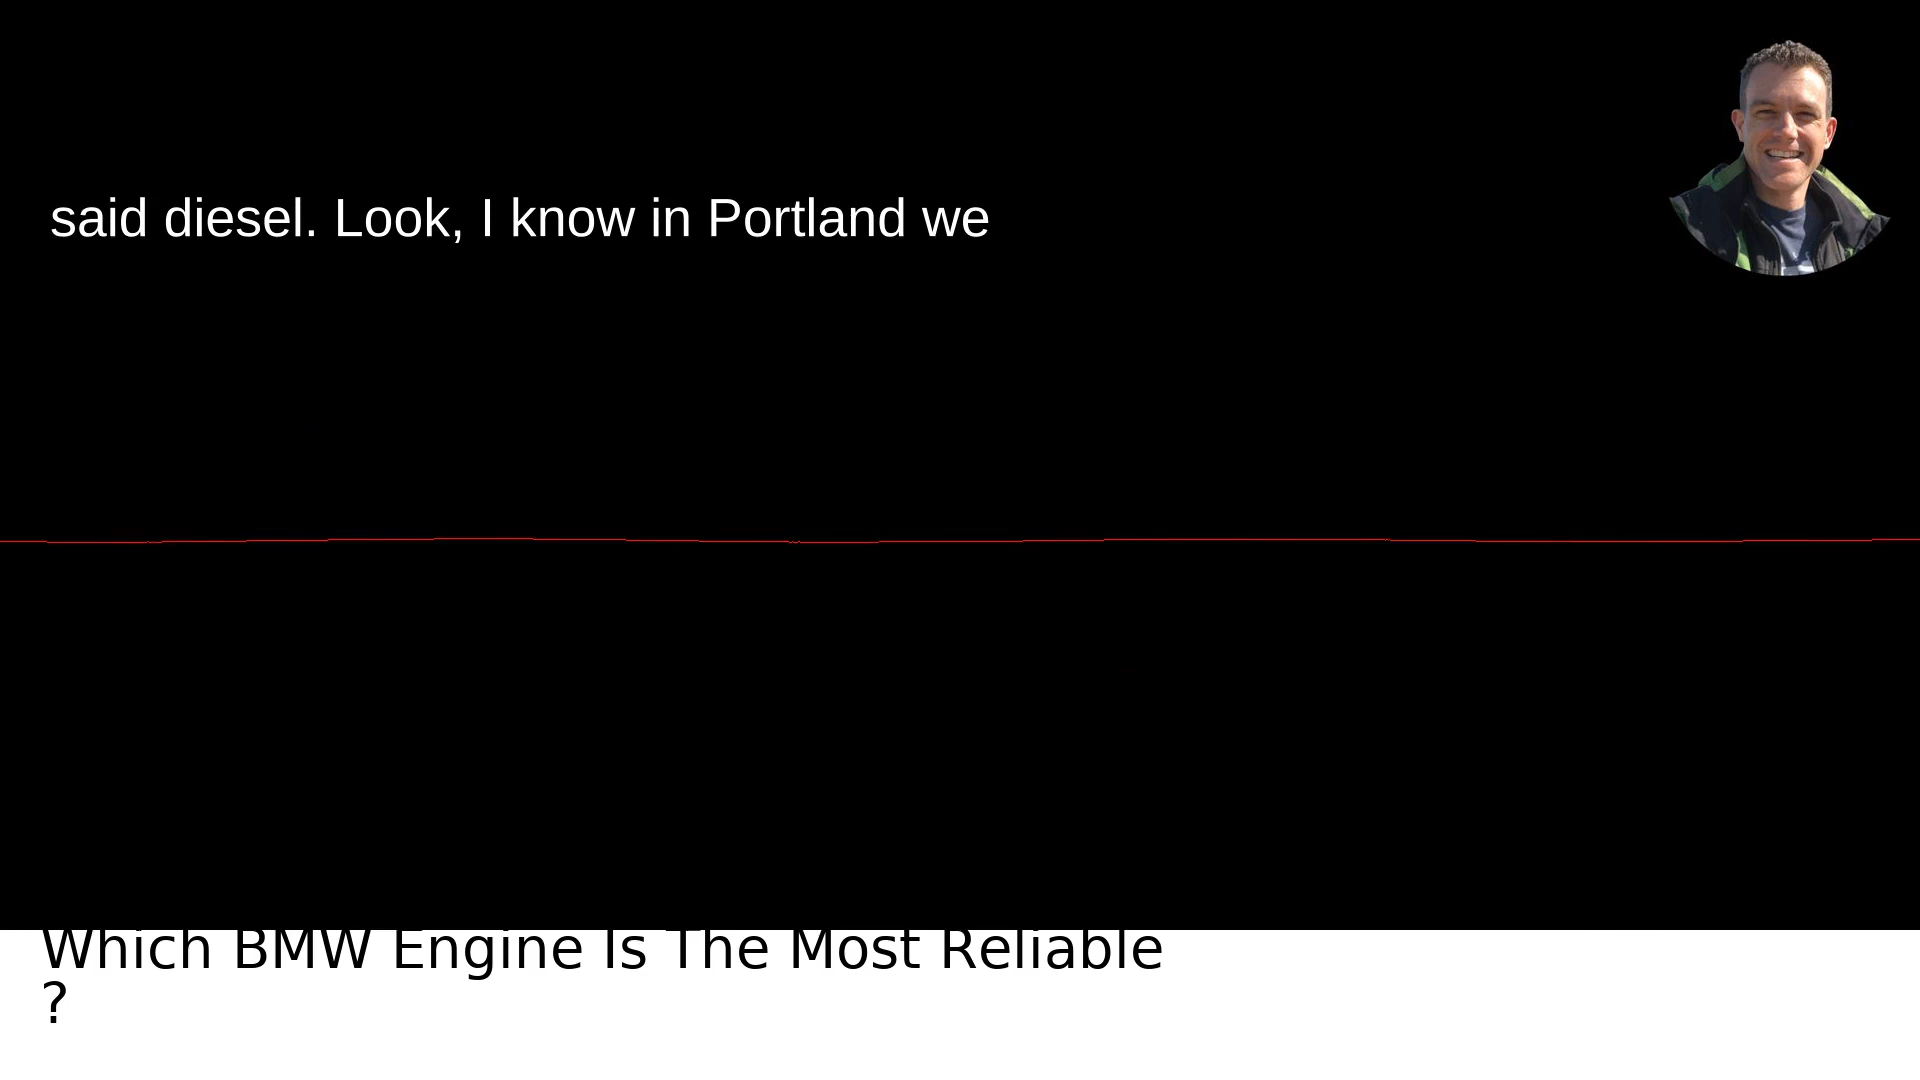 said diesel. Look, I know in Portland we
Which BMW Engine Is The Most Reliable
?